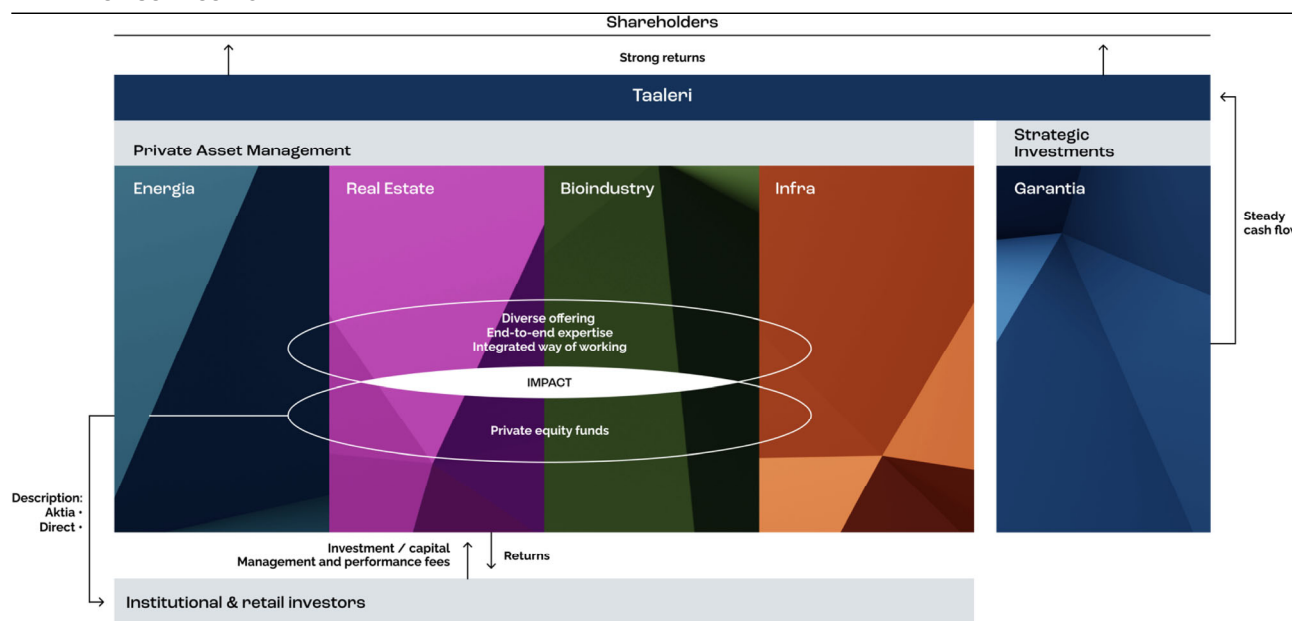 Shareholders
Strong returns
Taaleri
Private Asset Management
Strategic
Investments
Energia
Real Estate
Bioindustry
Infra
Garantia
Steady
Diverse offering
End-to-end expertise
Integrated way of working
IMPACT
Private equity funds
Description:
Aktia •
Direct •
Investment / capital
Management and performance fees
Returns
Institutional & retail investors
cash flow